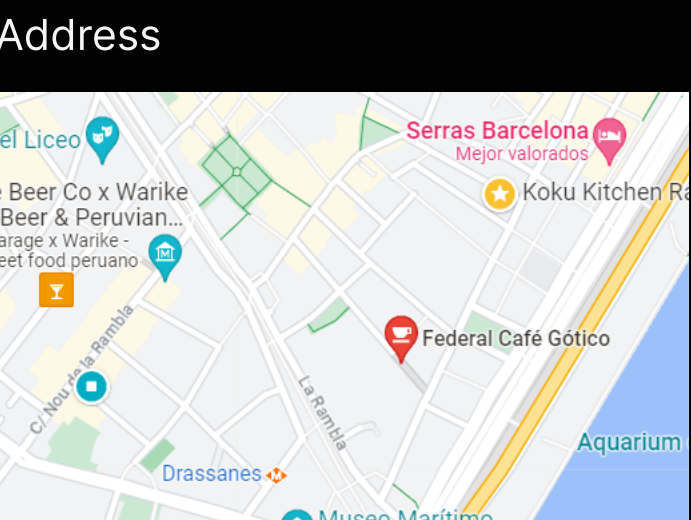 Address
el Liceo
Serras Barcelona
Mejor valorados
Koku Kitchen Ra
Beer Co x Warike
Beer & Peruvian...
arage x Warike -
eet food peruano
C/ Nou de la Rambla
Federal Café Gótico
La Rambla
Aquarium
Drassanes
Museo Marítimo